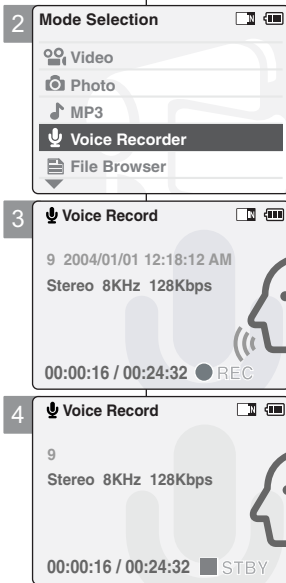 2
Mode Selection
Video
Photo
MP3
Voice Recorder
File Browser
3
Voice Record
9 2004/01/01 12:18:12 AM
Stereo 8KHz 128Kbps
00:00:16 / 00:24:32 REC
4
Voice Record
9
Stereo 8KHz 128Kbps
00:00:16 / 00:24:32 STBY